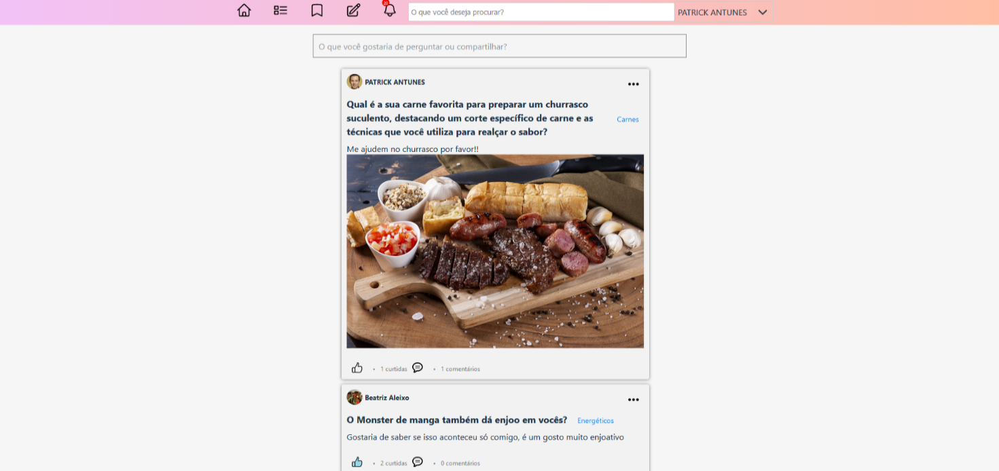 20
O que você deseja procurar?
PATRICK ANTUNES
O que você gostaria de perguntar ou compartilhar?
PATRICK ANTUNES
Qual é a sua carne favorita para preparar um churrasco
suculento, destacando um corte específico de carne e as
técnicas que você utiliza para realçar o sabor?
Carnes
Me ajudem no churrasco por favor!!
• 1 curtidas
• 1 comentários
Beatriz Aleixo
O Monster de manga também dá enjoo em vocês?
Energéticos
Gostaria de saber se isso aconteceu só comigo, é um gosto muito enjoativo
• 2 curtidas
• 0 comentários